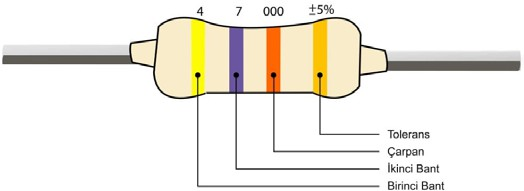 4 7 000 ±5%
Tolerans
Çarpan
İkinci Bant
Birinci Bant